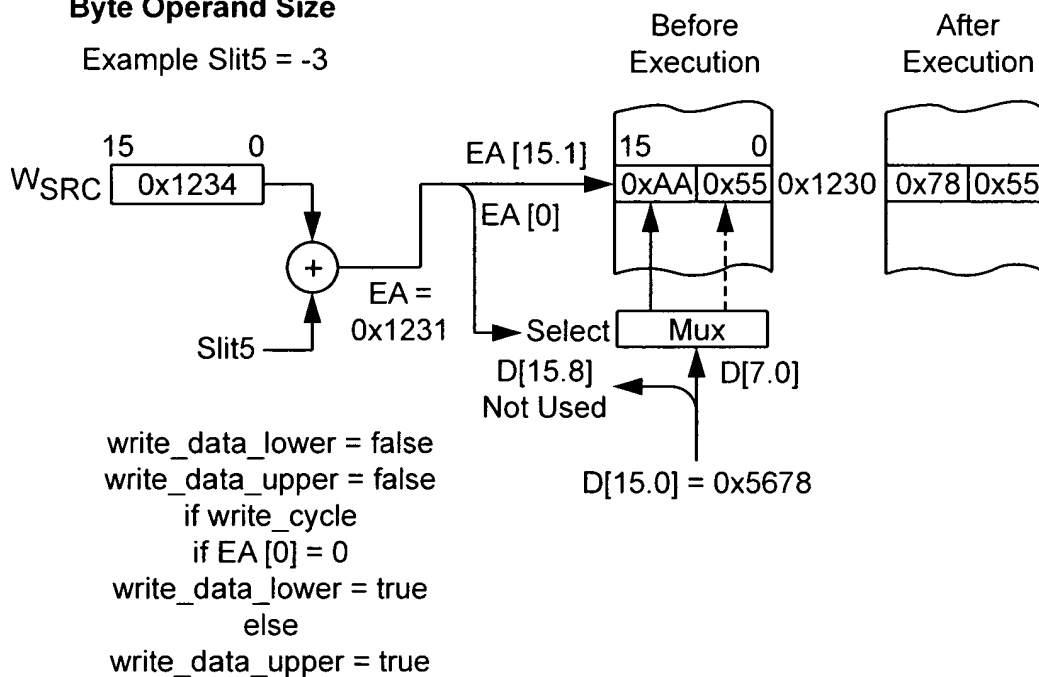 Byte Operand Size
Example Slit5 = -3
Before
Execution
After
Execution
15 0
WSRC 0x1234
EA [15.1]
EA [0]
15 0
0xAA 0x55 0x1230
0x78 0x55
+
EA =
0x1231
Slit5
Select
Mux
D[15.8]
Not Used
D[7.0]
D[15.0] = 0x5678
write_data_lower = false
write_data_upper = false
if write_cycle
if EA [0] = 0
write_data_lower = true
else
write_data_upper = true